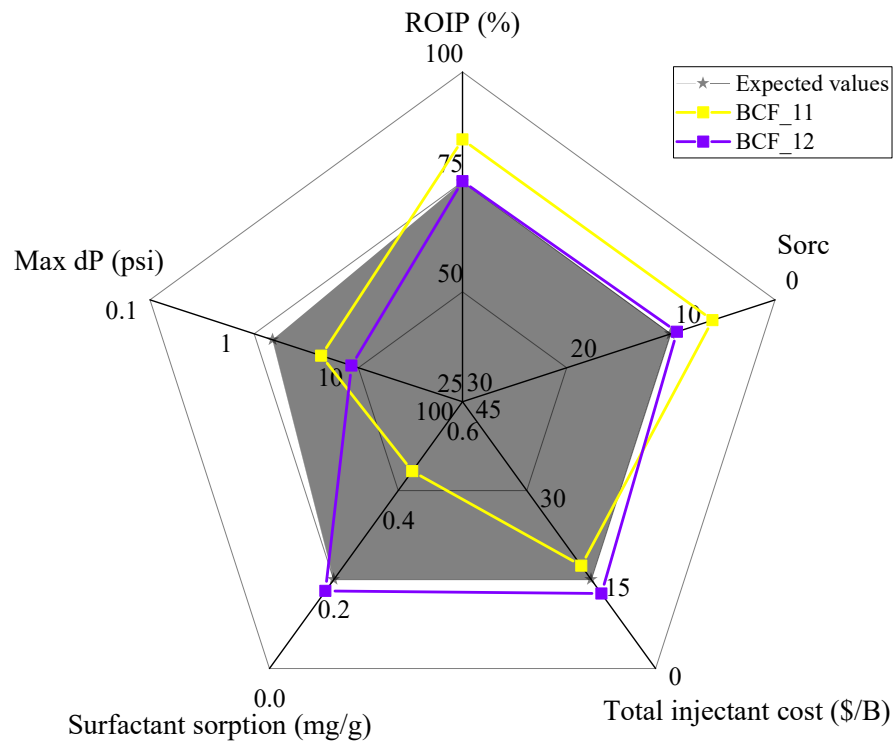 ROIP (%)
100
Expected values
BCF_11
BCF_12
75
Sorc
0
Max dP (psi)
0.1
50
10
1
20
10
25 30
100 45
0.6
30
0.4
15
0.2
0.0
0
Surfactant sorption (mg/g)
Total injectant cost ($/B)